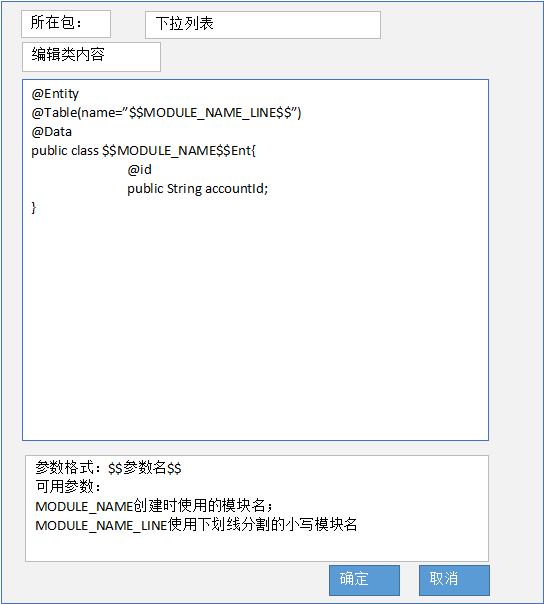 所在包：
下拉列表
编辑类内容
@Entity
@Table(name=”$$MODULE_NAME_LINE$$”)
@Data
public class $$MODULE_NAME$$Ent{
@id
public String accountId;
}
参数格式：$$参数名$$
可用参数：
MODULE_NAME创建时使用的模块名；
MODULE_NAME_LINE使用下划线分割的小写模块名
确定
取消